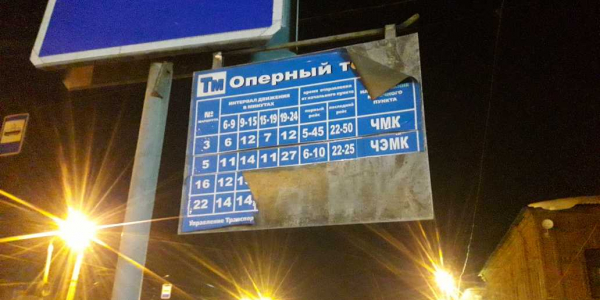 Тм Оперный т
№ ИНТЕРВАЛ ДВИЖЕНИЯ В МИНУТАХ время отправления от начального пункта
6-9 9-15 15-19 19-24 первый рейс последний рейс ПУНКТА
3 6 12 7 12 5-45 22-50 ЧМК
5 11 14 11 27 6-10 22-25 ЧЭМК
16 12
22 14 14
Управление Транспор